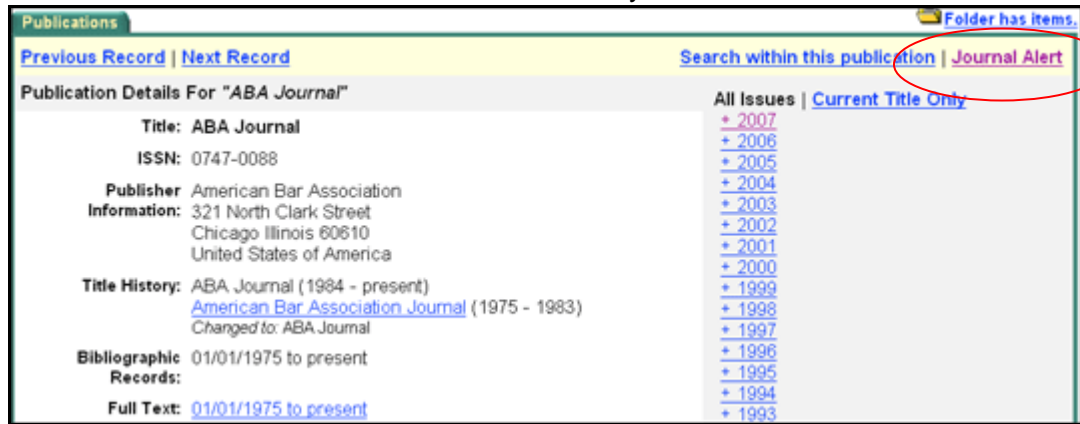 Publications
Folder has items.
Previous Record | Next Record
Search within this publication | Journal Alert
Publication Details For "ABA Journal"
Title: ABA Journal
ISSN: 0747-0088
Publisher Information: American Bar Association
321 North Clark Street
Chicago Illinois 60610
United States of America
Title History: ABA Journal (1984 - present)
American Bar Association Journal (1975 - 1983)
Changed to: ABA Journal
Bibliographic Records: 01/01/1975 to present
Full Text: 01/01/1975 to present
All Issues | Current Title Only
+ 2007
+ 2006
+ 2005
+ 2004
+ 2003
+ 2002
+ 2001
+ 2000
+ 1999
+ 1998
+ 1997
+ 1996
+ 1995
+ 1994
+ 1993